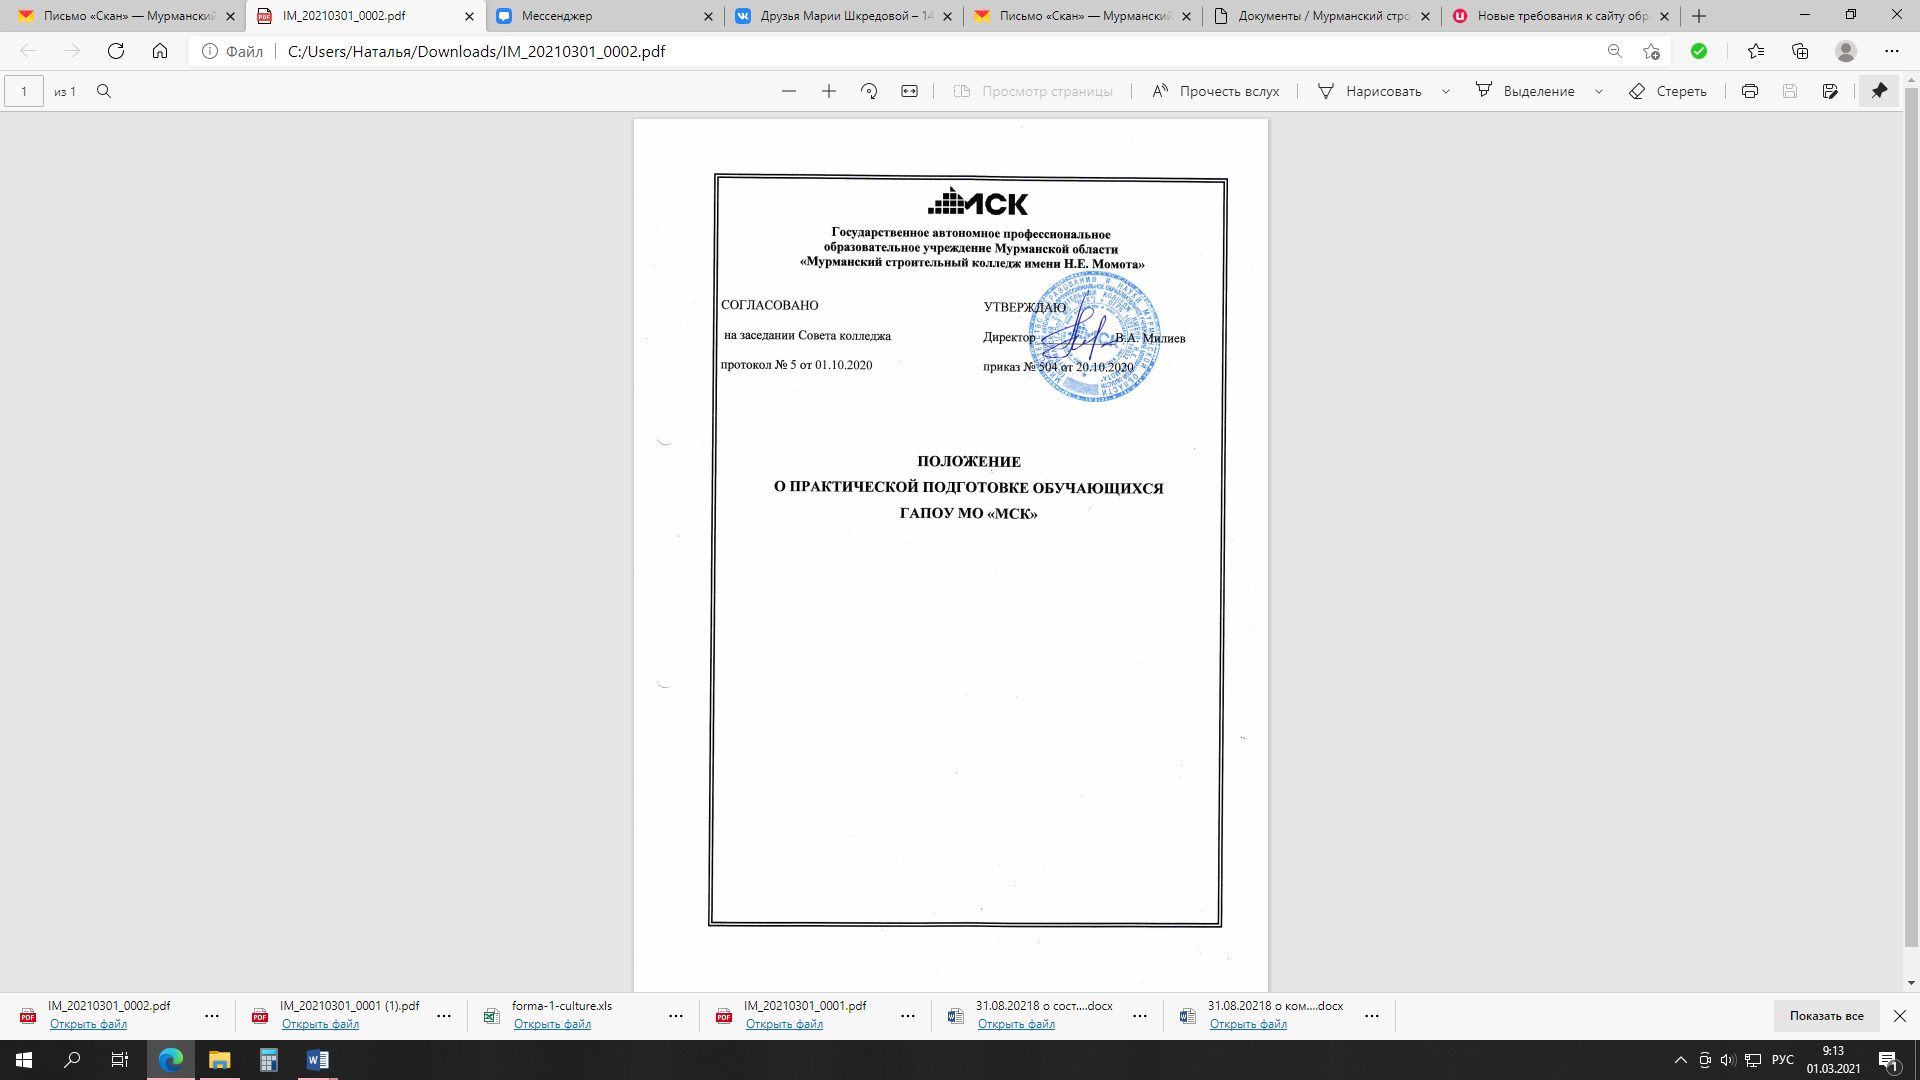 Письмо «Скан» — Мурманский
IM_20210301_0002.pdf
Мессенджер
Друзья Марии Шкредовой – 14
Письмо «Скан» — Мурманский
Документы / Мурманский стро
Новые требования к сайту обр
Файл
C:/Users/Наталья/Downloads/IM_20210301_0002.pdf
1
из 1
Просмотр страницы
Прочесть вслух
Нарисовать
Выделение
Стереть
МСК
Государственное автономное профессиональное
образовательное учреждение Мурманской области
«Мурманский строительный колледж имени Н.Е. Момота»
СОГЛАСОВАНО
на заседании Совета колледжа
протокол № 5 от 01.10.2020
УТВЕРЖДАЮ
Директор В.А. Милиев
приказ № 504 от 20.10.2020
ПОЛОЖЕНИЕ
О ПРАКТИЧЕСКОЙ ПОДГОТОВКЕ ОБУЧАЮЩИХСЯ
ГАПОУ МО «МСК»
IM_20210301_0002.pdf
Открыть файл
IM_20210301_0001 (1).pdf
Открыть файл
forma-1-culture.xls
Открыть файл
IM_20210301_0001.pdf
Открыть файл
31.08.20218 о сост....docx
Открыть файл
31.08.20218 о ком....docx
Открыть файл
Показать все
РУС
9:13
01.03.2021
1